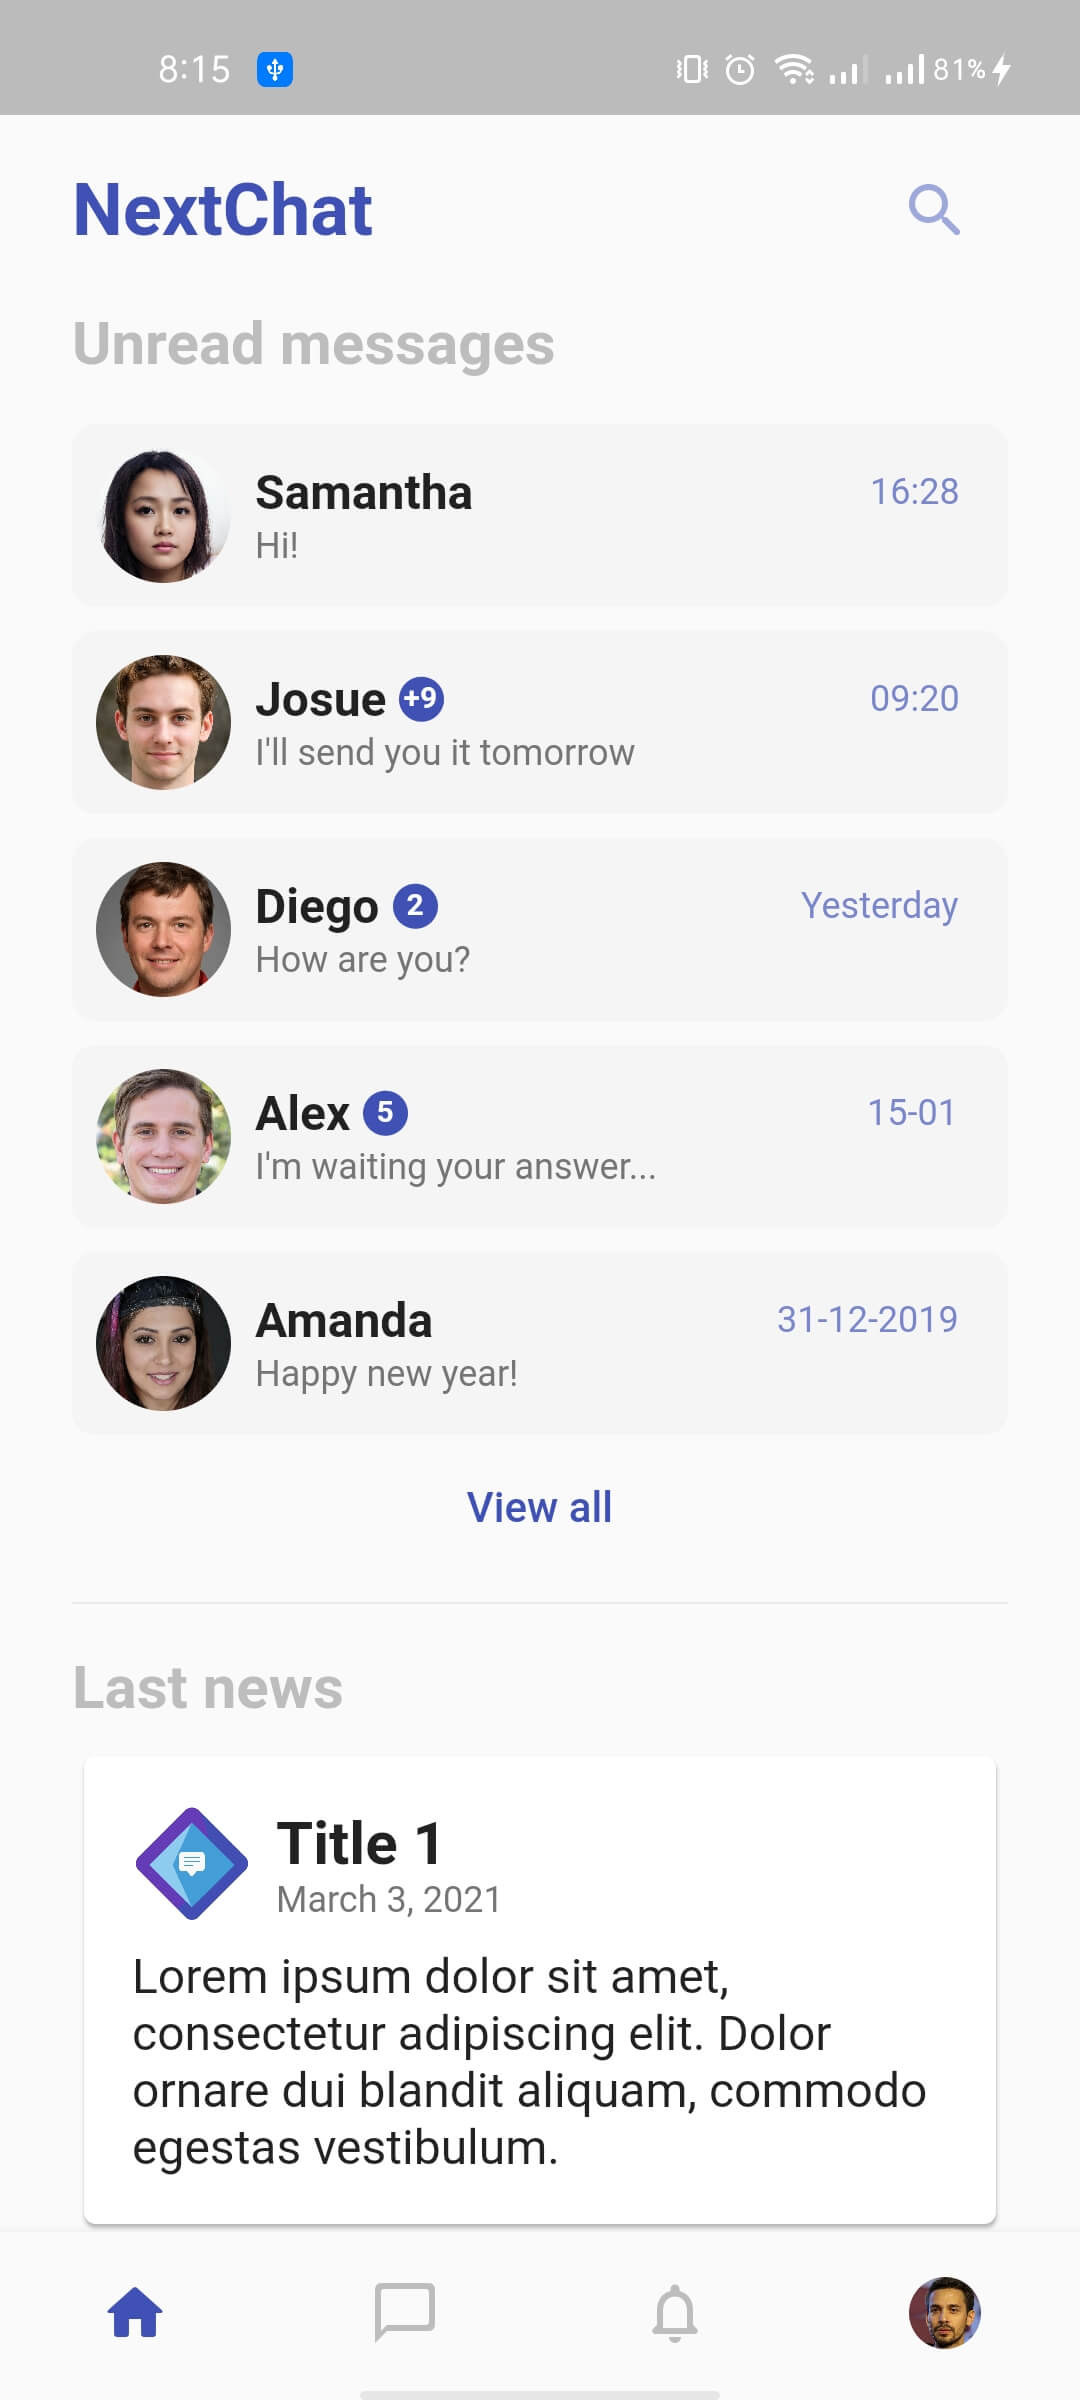 8:15
81%
NextChat
Unread messages
Samantha
16:28
Hi!
Josue +9
09:20
I'll send you it tomorrow
Diego 2
Yesterday
How are you?
Alex 5
15-01
I'm waiting your answer...
Amanda
31-12-2019
Happy new year!
View all
Last news
Title 1
March 3, 2021
Lorem ipsum dolor sit amet,
consectetur adipiscing elit. Dolor
ornare dui blandit aliquam, commodo
egestas vestibulum.